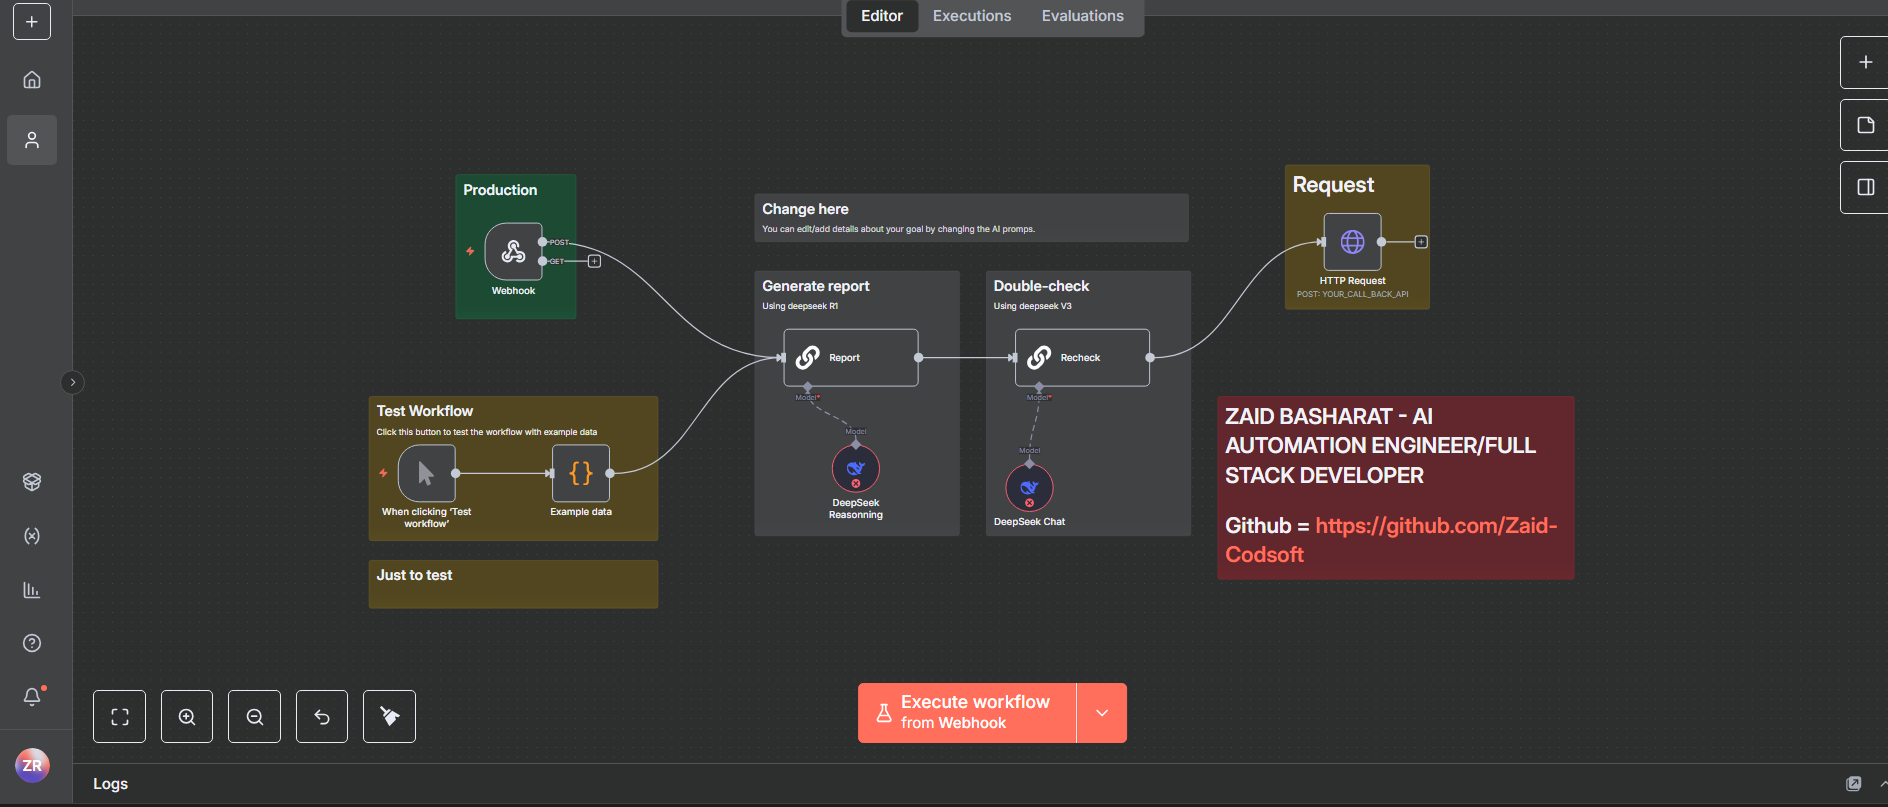 Editor
Executions
Evaluations
Production
POST
GET
Webhook
Change here
You can edit/add details about your goal by changing the AI promps.
Request
HTTP Request
POST: YOUR_CALL_BACK_API
Generate report
Using deepseek R1
Report
Model*
Model
DeepSeek
Reasonning
Double-check
Using deepseek V3
Recheck
Model*
Model
DeepSeek Chat
Test Workflow
Click this button to test the workflow with example data
When clicking ‘Test
workflow’
Example data
Just to test
ZAID BASHARAT - AI
AUTOMATION ENGINEER/FULL
STACK DEVELOPER
Github = https://github.com/Zaid-
Codsoft
Execute workflow
from Webhook
ZR
Logs